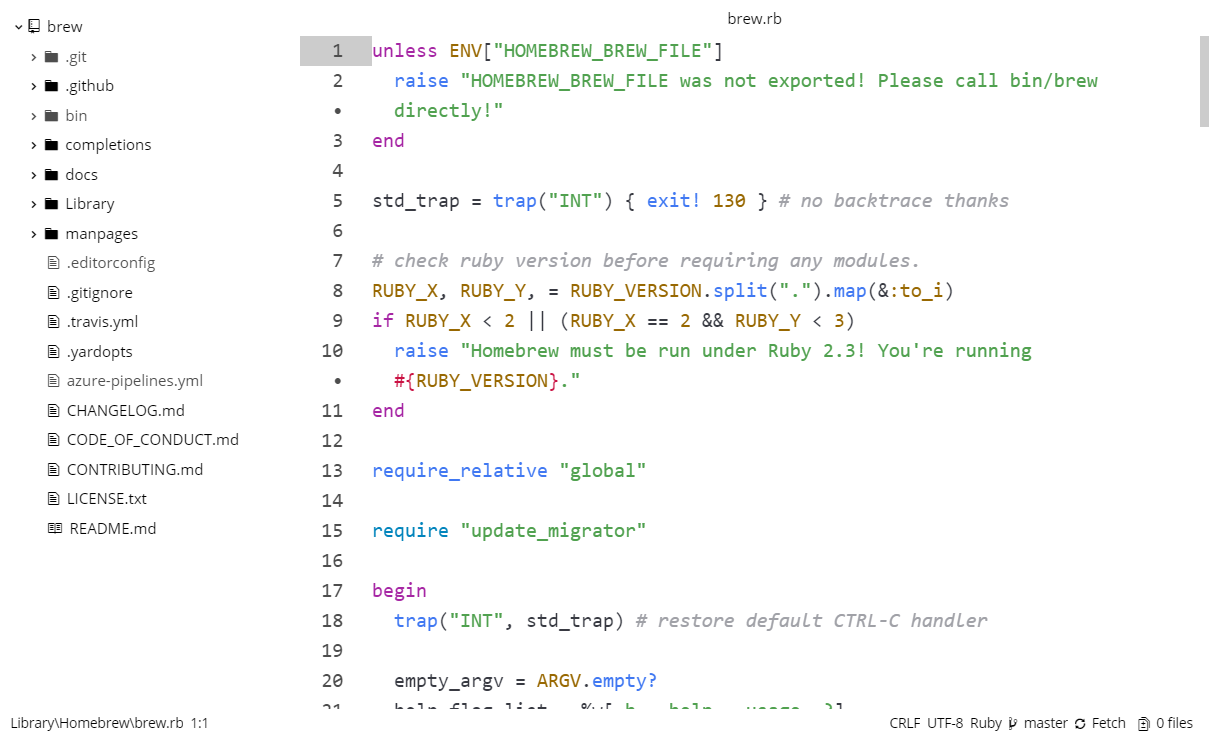 brew
.git
.github
bin
completions
docs
Library
manpages
.editorconfig
.gitignore
.travis.yml
.yardopts
azure-pipelines.yml
CHANGELOG.md
CODE_OF_CONDUCT.md
CONTRIBUTING.md
LICENSE.txt
README.md
brew.rb
1 unless ENV["HOMEBREW_BREW_FILE"]
2   raise "HOMEBREW_BREW_FILE was not exported! Please call bin/brew
•   directly!"
3 end
4
5 std_trap = trap("INT") { exit! 130 } # no backtrace thanks
6
7 # check ruby version before requiring any modules.
8 RUBY_X, RUBY_Y, = RUBY_VERSION.split(".").map(&:to_i)
9 if RUBY_X < 2 || (RUBY_X == 2 && RUBY_Y < 3)
10   raise "Homebrew must be run under Ruby 2.3! You're running
•   #{RUBY_VERSION}."
11 end
12
13 require_relative "global"
14
15 require "update_migrator"
16
17 begin
18   trap("INT", std_trap) # restore default CTRL-C handler
19
20   empty_argv = ARGV.empty?
Library\Homebrew\brew.rb 1:1
CRLF UTF-8 Ruby master Fetch 0 files